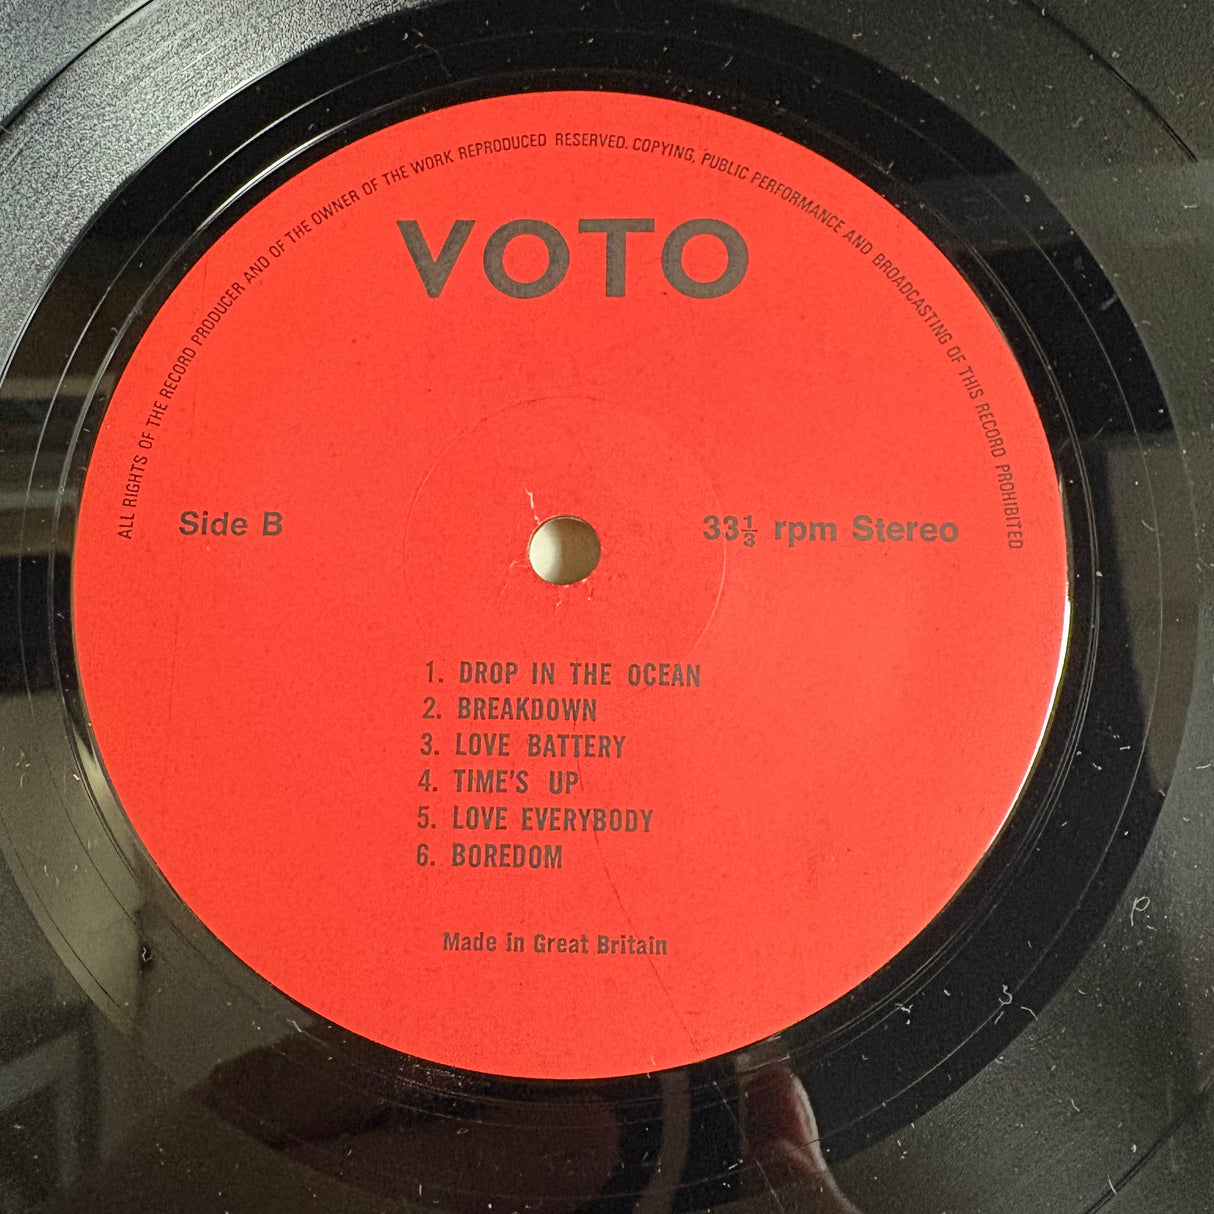 ALL RIGHTS OF THE RECORD PRODUCER AND OF THE OWNER OF THE WORK REPRODUCED RESERVED. COPYING, PUBLIC PERFORMANCE AND BROADCASTING OF THIS RECORD PROHIBITED
VOTO
Side B
33⅓ rpm Stereo
1. DROP IN THE OCEAN
2. BREAKDOWN
3. LOVE BATTERY
4. TIME'S UP
5. LOVE EVERYBODY
6. BOREDOM
Made in Great Britain